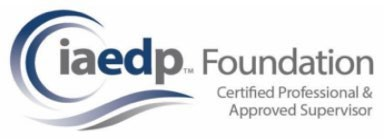 iaedp™ Foundation
Certified Professional &
Approved Supervisor